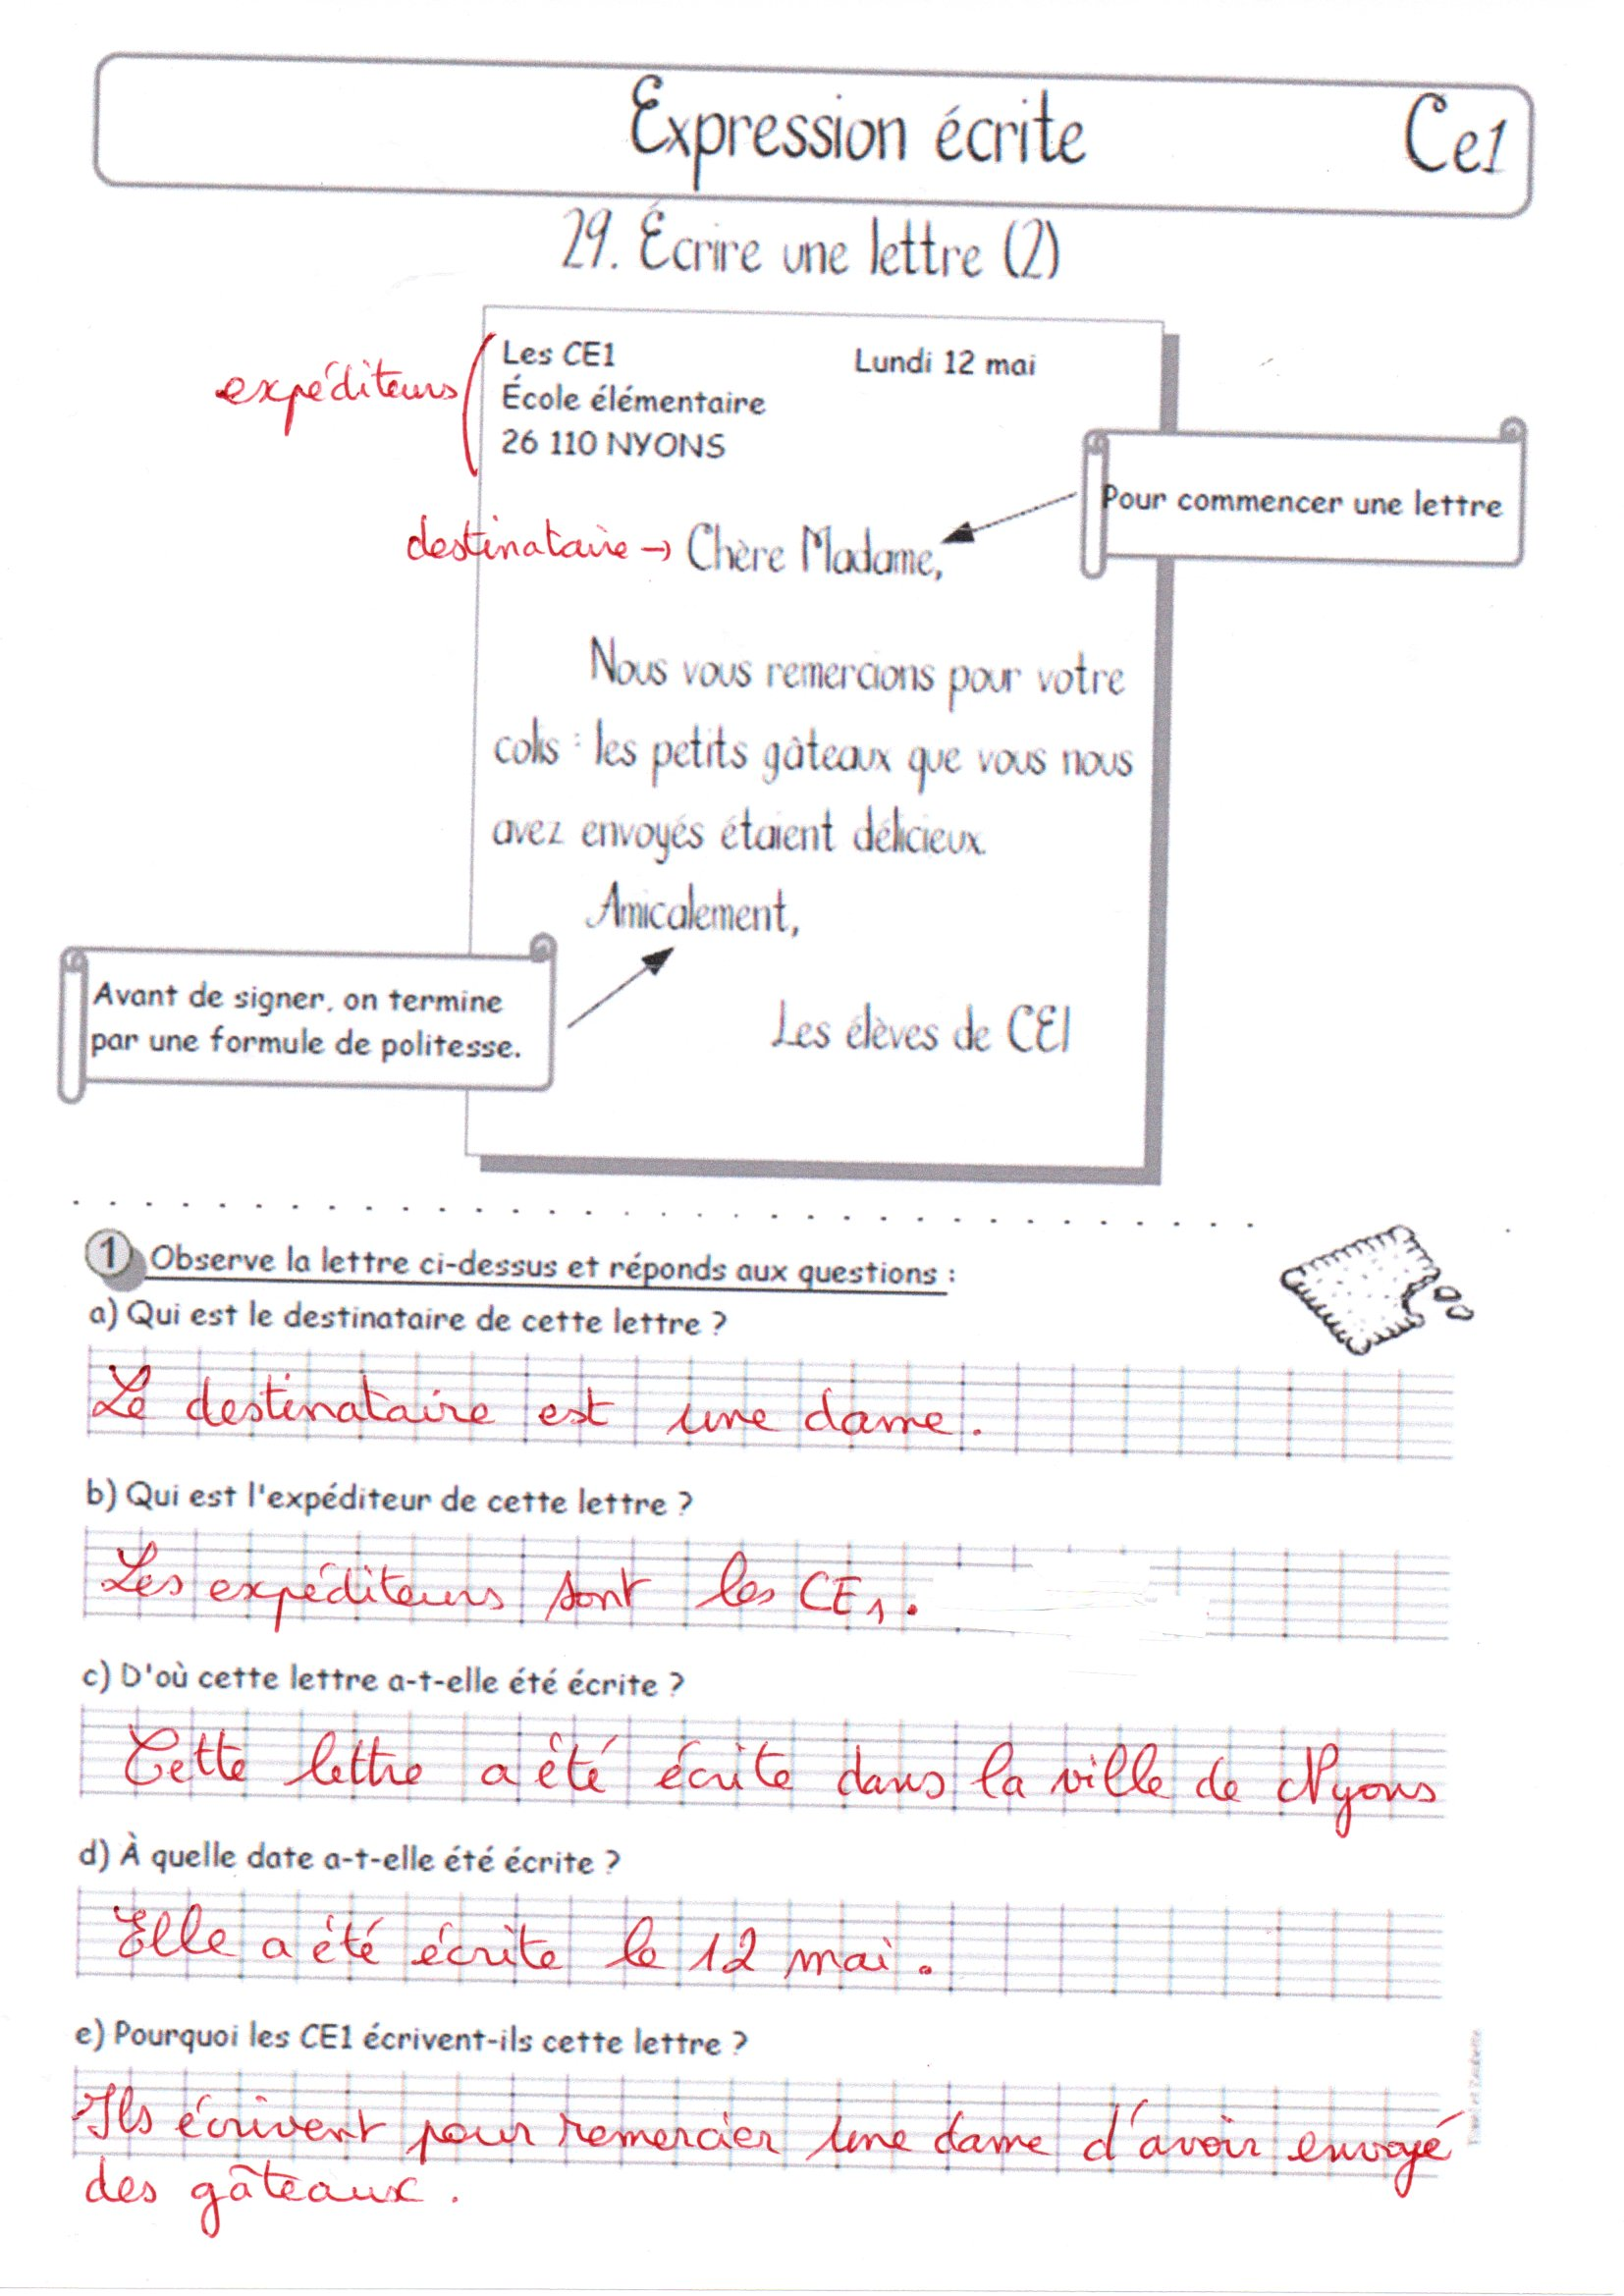 Expression écrite Ce1
29. Écrire une lettre (2)
Les CE1 Lundi 12 mai
expéditeurs École élémentaire
26 110 NYONS
Pour commencer une lettre
destinataire → Chère Madame,
Nous vous remercions pour votre
colis : les petits gâteaux que vous nous
avez envoyés étaient délicieux.
Amicalement,
Avant de signer, on termine
par une formule de politesse.
Les élèves de CE1
1 Observe la lettre ci-dessus et réponds aux questions :
a) Qui est le destinataire de cette lettre ?
Le destinataire est une dame.
b) Qui est l'expéditeur de cette lettre ?
Les expéditeurs sont les CE1.
c) D'où cette lettre a-t-elle été écrite ?
Cette lettre a été écrite dans la ville de Nyons
d) À quelle date a-t-elle été écrite ?
Elle a été écrite le 12 mai.
e) Pourquoi les CE1 écrivent-ils cette lettre ?
Ils écrivent pour remercier une dame d'avoir envoyé
des gâteaux.